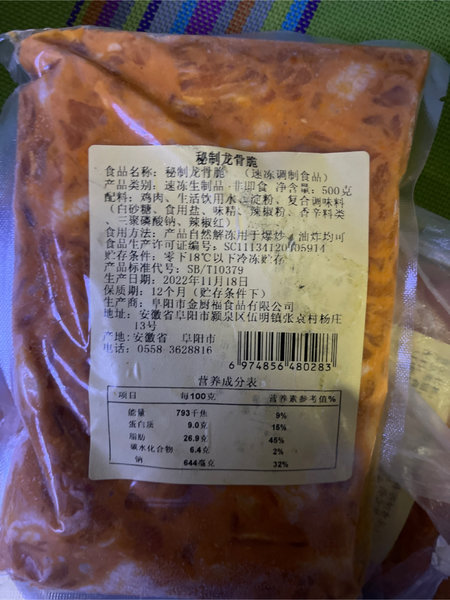 秘制龙骨脆
食品名称：秘制龙骨脆 （速冻调制食品）
产品类别：速冻生制品·非即食 净含量：500克
配料：鸡肉、生活饮用水、淀粉、复合调味料
（白砂糖、食用盐、味精、辣椒粉、香辛料类
三聚磷酸钠、辣椒红）
食用方法：产品自然解冻用于爆炒、油炸均可
食品生产许可证编号：SC11134120405914
贮存条件：零下18℃以下冷冻贮存
产品标准代号：SB/T10379
生产日期：2022年11月18日
保质期：12个月（贮存条件下）
生产商：阜阳市金厨福食品有限公司
地址：安徽省阜阳市颍泉区伍明镇张袁村杨庄
13号
产地：安徽省 阜阳市
电话：0558 3628816
6 974856 480283
营养成分表
项目 每100克 营养素参考值%
能量 793千焦 9%
蛋白质 9.0克 15%
脂肪 26.9克 45%
碳水化合物 6.4克 2%
钠 644毫克 32%